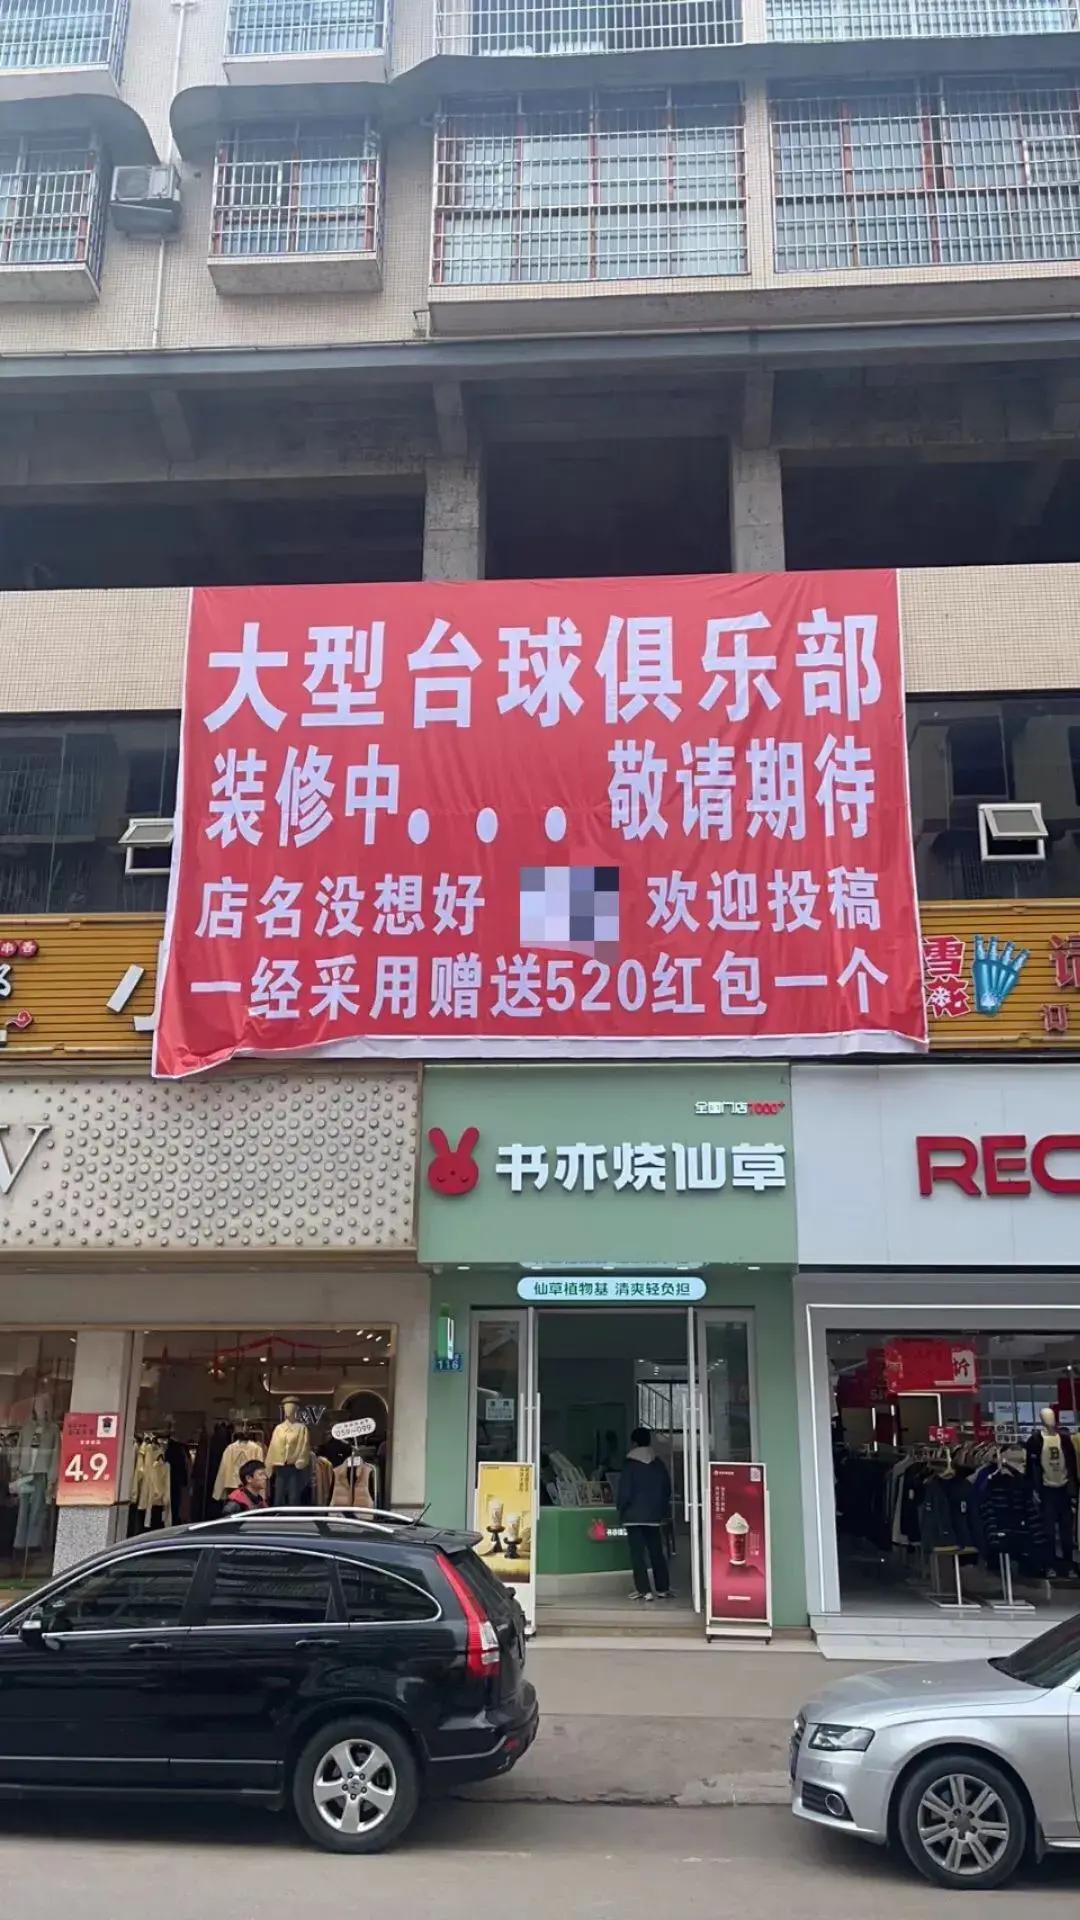 大型台球俱乐部
装修中...敬请期待
店名没想好 欢迎投稿
一经采用赠送520红包一个
全国门店7000+
书亦烧仙草
REC
仙草植物基 清爽轻负担
116
4.9
折